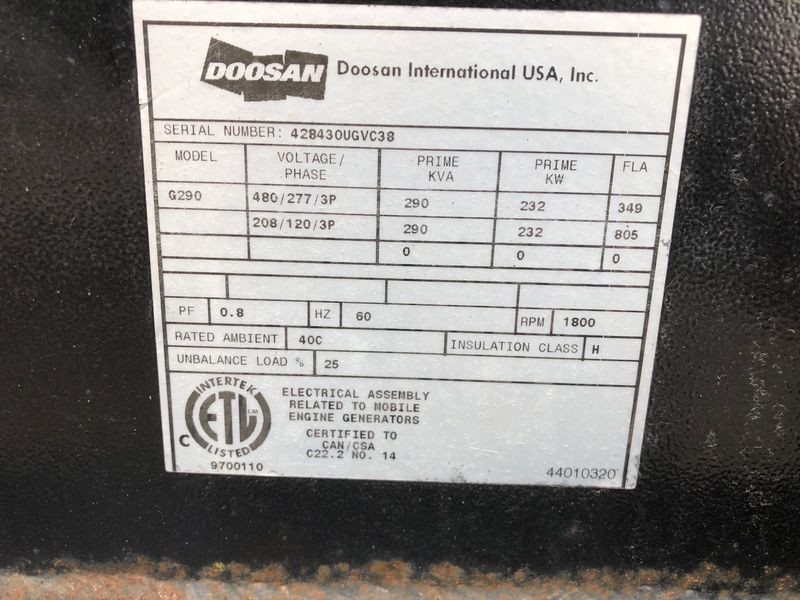 DOOSAN Doosan International USA, Inc.
SERIAL NUMBER: 428430UGVC38
MODEL VOLTAGE/ PHASE PRIME KVA PRIME KW FLA
G290 480/277/3P 290 232 349
208/120/3P 290 232 805
0 0 0
PF 0.8 HZ 60 RPM 1800
RATED AMBIENT 40C INSULATION CLASS H
UNBALANCE LOAD % 25
INTERTEK
ETL CM
LISTED
C
9700110
ELECTRICAL ASSEMBLY
RELATED TO MOBILE
ENGINE GENERATORS
CERTIFIED TO
CAN/CSA
C22.2 NO. 14
44010320